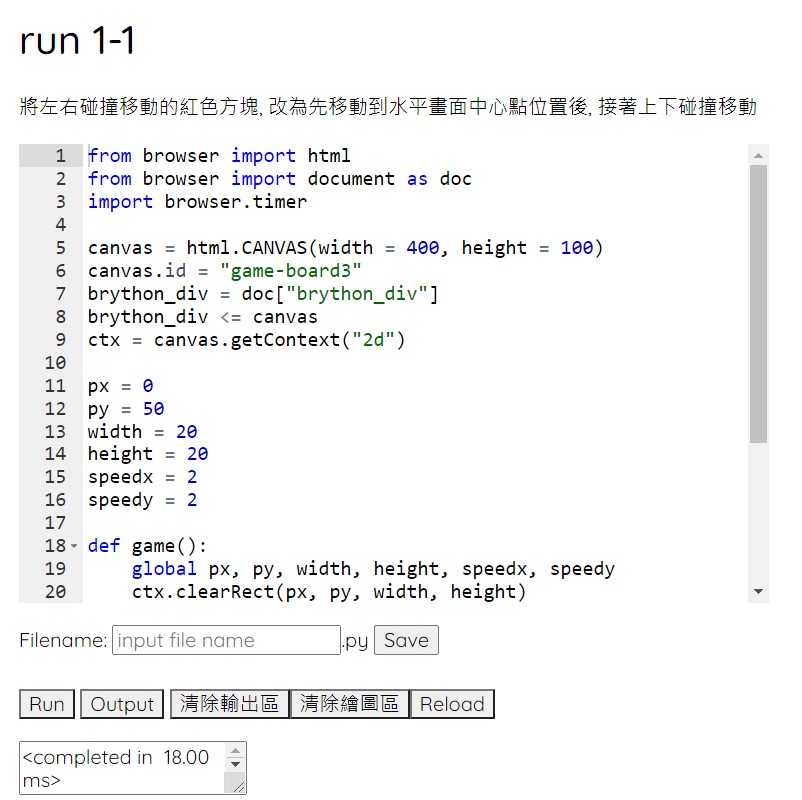 run 1-1
將左右碰撞移動的紅色方塊, 改為先移動到水平畫面中心點位置後, 接著上下碰撞移動
1 from browser import html
2 from browser import document as doc
3 import browser.timer
4
5 canvas = html.CANVAS(width = 400, height = 100)
6 canvas.id = "game-board3"
7 brython_div = doc["brython_div"]
8 brython_div <= canvas
9 ctx = canvas.getContext("2d")
10
11 px = 0
12 py = 50
13 width = 20
14 height = 20
15 speedx = 2
16 speedy = 2
17
18 def game():
19     global px, py, width, height, speedx, speedy
20     ctx.clearRect(px, py, width, height)
Filename: input file name .py Save
Run Output 清除輸出區 清除繪圖區 Reload
<completed in 18.00
ms>